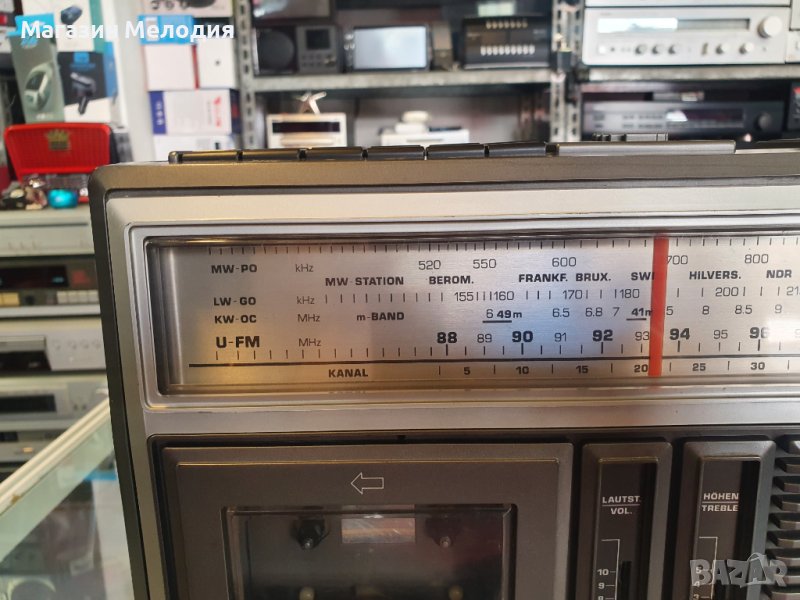 Магазин Мелодия
MW-PO kHz 520 550 600 700 800
MW-STATION BEROM. FRANKF. BRUX. SW HILVERS. NDR
LW-GO kHz 155 160 170 180 200
KW-OC MHz m-BAND 6 49m 6.5 6.8 7 41m 8 8.5 9
U-FM MHz 88 89 90 91 92 93 94 95 96
KANAL 5 10 15 20 25 30
LAUTST. VOL.
HÖHEN TREBLE
10
9
8
BAZAR